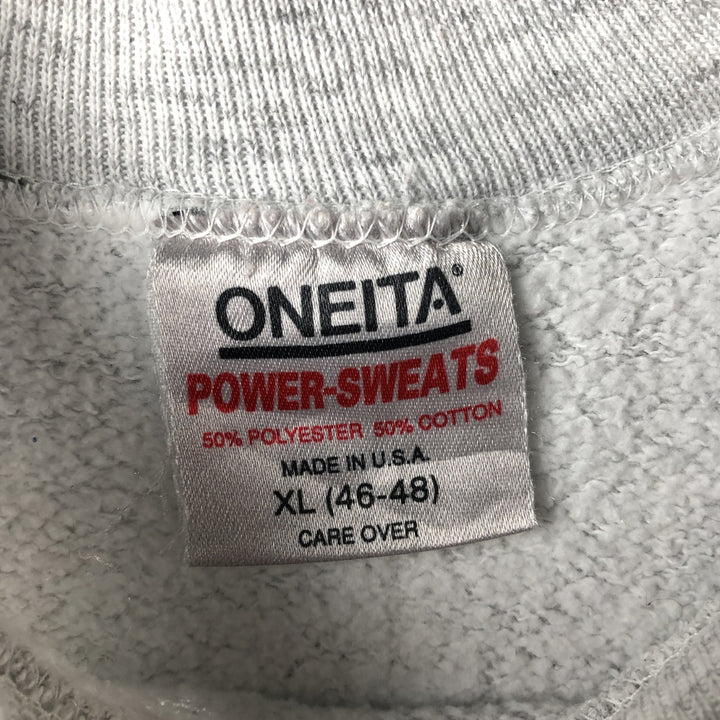 ONEITA®
POWER-SWEATS
50% POLYESTER 50% COTTON
MADE IN U.S.A.
XL (46-48)
CARE OVER